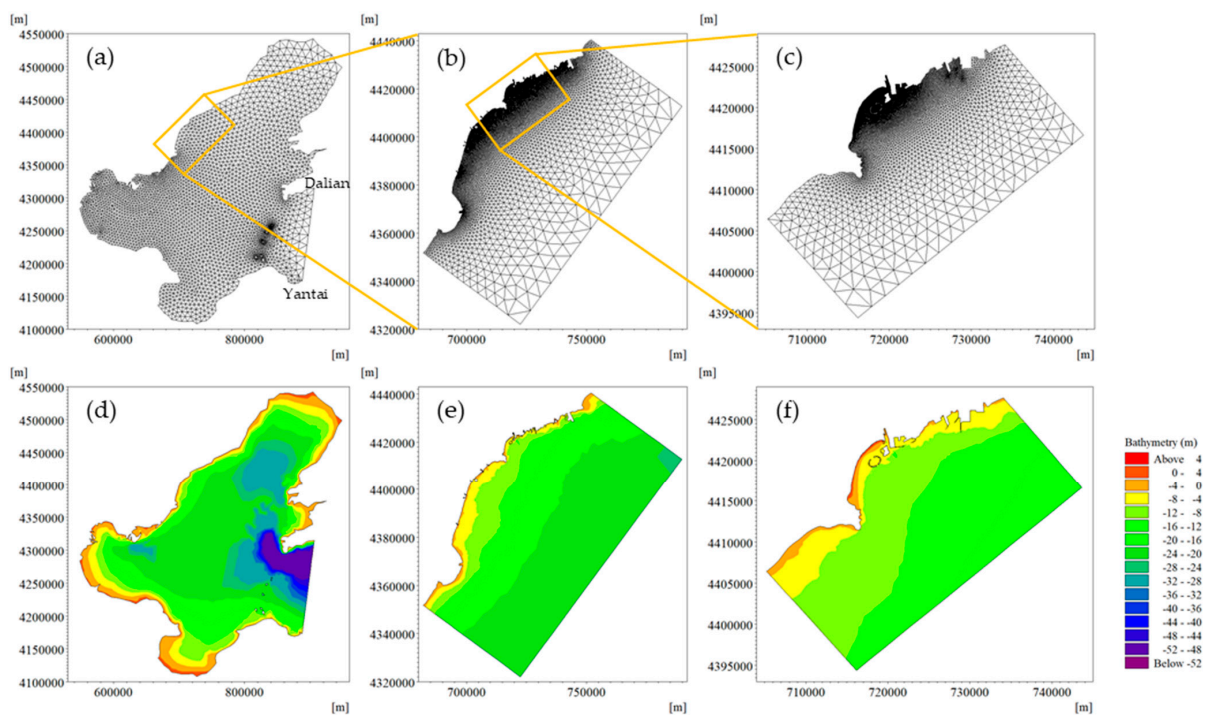 [m] [m] [m]
(a) (b) (c)
4550000
4500000
4450000
4400000
4350000
4300000
4250000
4200000
4150000
4100000
Dalian
Yantai
600000 800000
[m]
4440000
4420000
4400000
4380000
4360000
4340000
4320000
700000 750000
[m]
4425000
4420000
4415000
4410000
4405000
4400000
4395000
710000 720000 730000 740000
[m]
[m] [m] [m]
(d) (e) (f)
4550000
4500000
4450000
4400000
4350000
4300000
4250000
4200000
4150000
4100000
600000 800000
[m]
4440000
4420000
4400000
4380000
4360000
4340000
4320000
700000 750000
[m]
4425000
4420000
4415000
4410000
4405000
4400000
4395000
710000 720000 730000 740000
[m]
Bathymetry (m)
Above 4
0 - 4
-4 - 0
-8 - -4
-12 - -8
-16 - -12
-20 - -16
-24 - -20
-28 - -24
-32 - -28
-36 - -32
-40 - -36
-44 - -40
-48 - -44
-52 - -48
Below -52